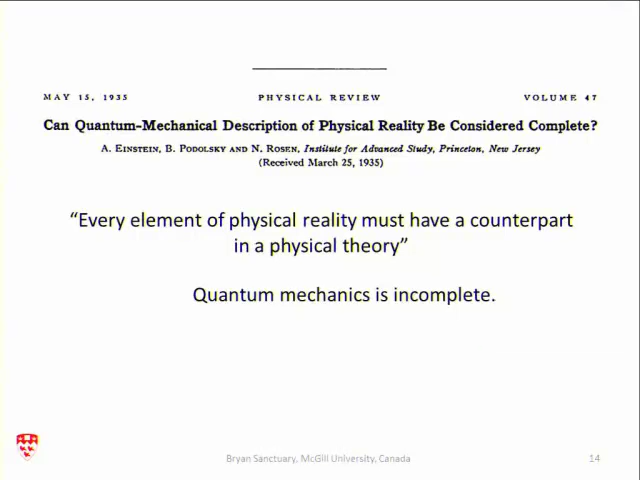 MAY 15, 1935 PHYSICAL REVIEW VOLUME 47
Can Quantum-Mechanical Description of Physical Reality Be Considered Complete?
A. EINSTEIN, B. PODOLSKY AND N. ROSEN, Institute for Advanced Study, Princeton, New Jersey
(Received March 25, 1935)
“Every element of physical reality must have a counterpart
in a physical theory”
Quantum mechanics is incomplete.
Bryan Sanctuary, McGill University, Canada 14